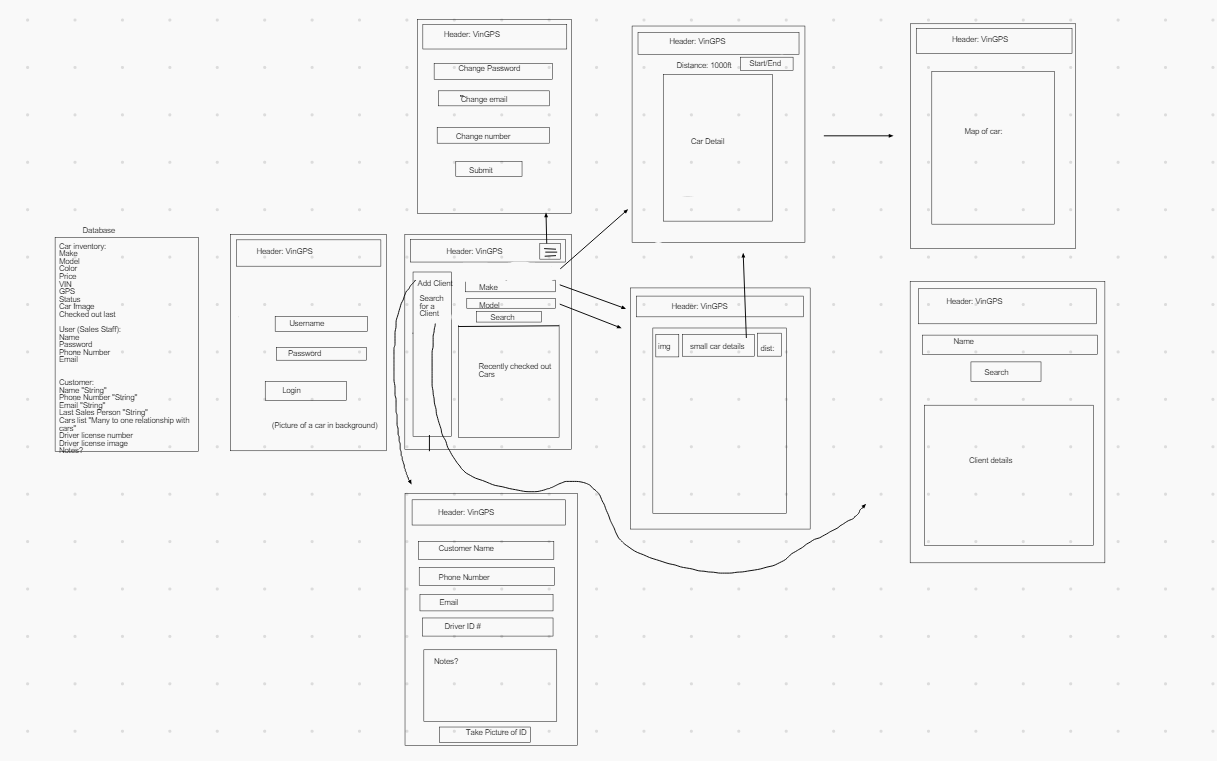 Header: VinGPS
Change Password
Change email
Change number
Submit
Header: VinGPS
Distance: 1000ft
Start/End
Car Detail
Header: VinGPS
Map of car:
Database
Car inventory:
Make
Model
Color
Price
VIN
GPS
Status
Car Image
Checked out last
User (Sales Staff):
Name
Password
Phone Number
Email
Customer:
Name "String"
Phone Number "String"
Email "String"
Last Sales Person "String"
Cars list "Many to one relationship with
cars"
Driver license number
Driver license image
Notes?
Header: VinGPS
Username
Password
Login
(Picture of a car in background)
Header: VinGPS
Add Client
Search
for a
Client
Make
Model
Search
Recently checked out
Cars
Header: VinGPS
img
small car details
dist:
Header: VinGPS
Name
Search
Client details
Header: VinGPS
Customer Name
Phone Number
Email
Driver ID #
Notes?
Take Picture of ID